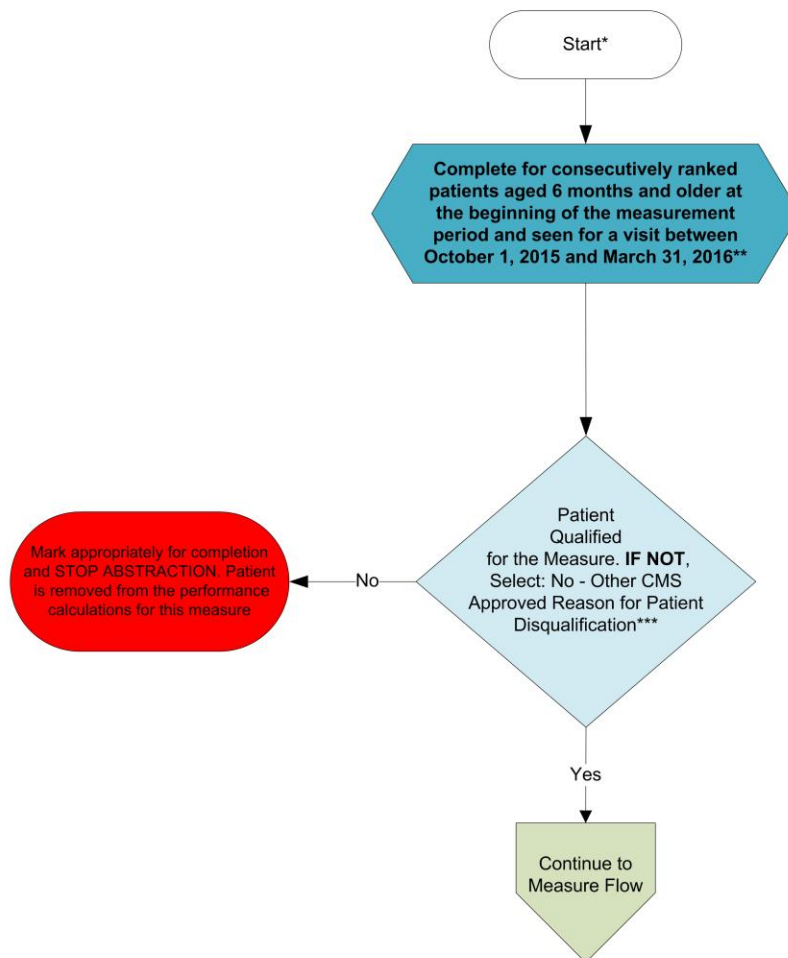 Start*
Complete for consecutively ranked
patients aged 6 months and older at
the beginning of the measurement
period and seen for a visit between
October 1, 2015 and March 31, 2016**
Patient
Qualified
for the Measure. IF NOT,
Select: No - Other CMS
Approved Reason for Patient
Disqualification***
No
Mark appropriately for completion
and STOP ABSTRACTION. Patient
is removed from the performance
calculations for this measure
Yes
Continue to
Measure Flow